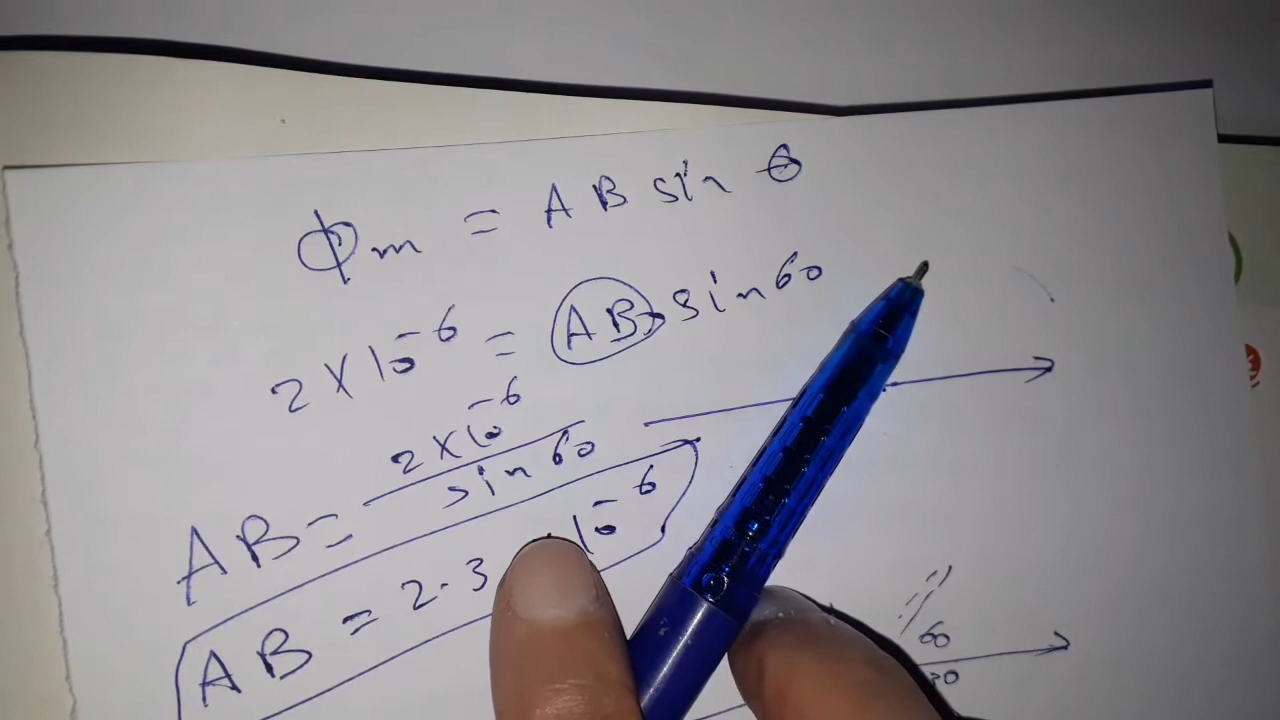 Φm = AB sin θ
2×10⁻⁶ = AB × sin 60
AB = 2×10⁻⁶ / sin 60
AB = 2.3 10⁻⁶
60
30